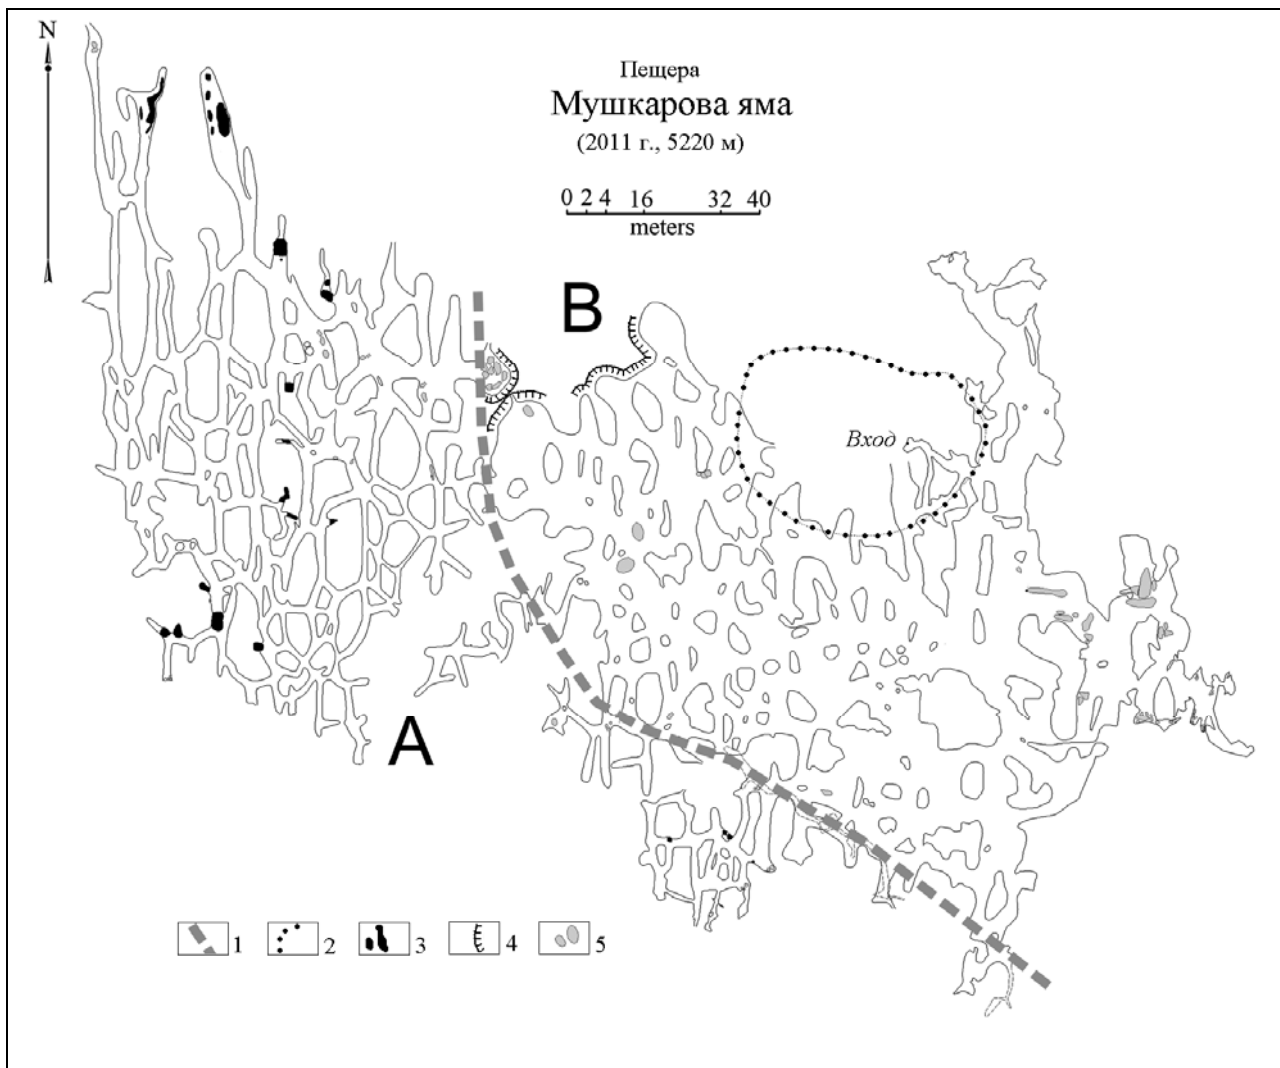 N
Пещера
Мушкарова яма
(2011 г., 5220 м)
0 2 4 16 32 40
meters
B
Вход
A
1 2 3 4 5